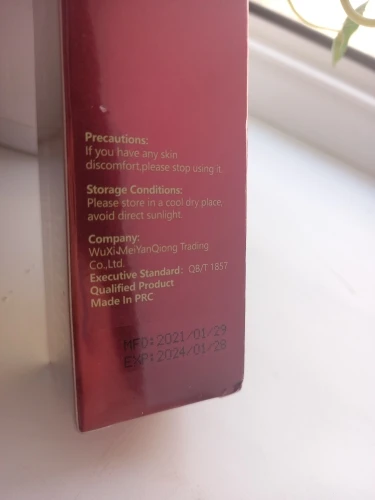 Precautions:
If you have any skin
discomfort,please stop using it.
Storage Conditions:
Please store in a cool dry place,
avoid direct sunlight.
Company:
WuXi MeiYanQiong Trading
Co.,Ltd.
Executive Standard: QB/T 1857
Qualified Product
Made In PRC
MFD:2021/01/29
EXP:2024/01/28